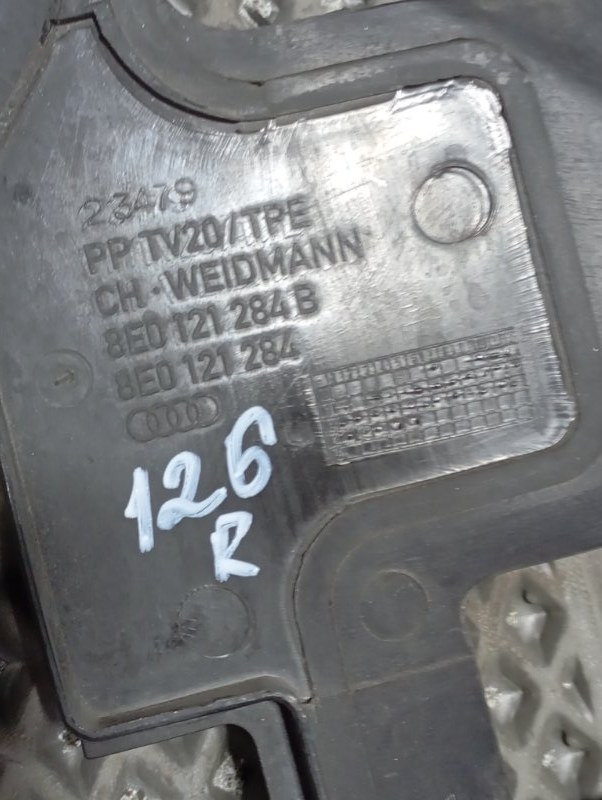 23479
PP TV20/TPE
CH·WEIDMANN
8E0 121 284 B
8E0 121 284
126
R